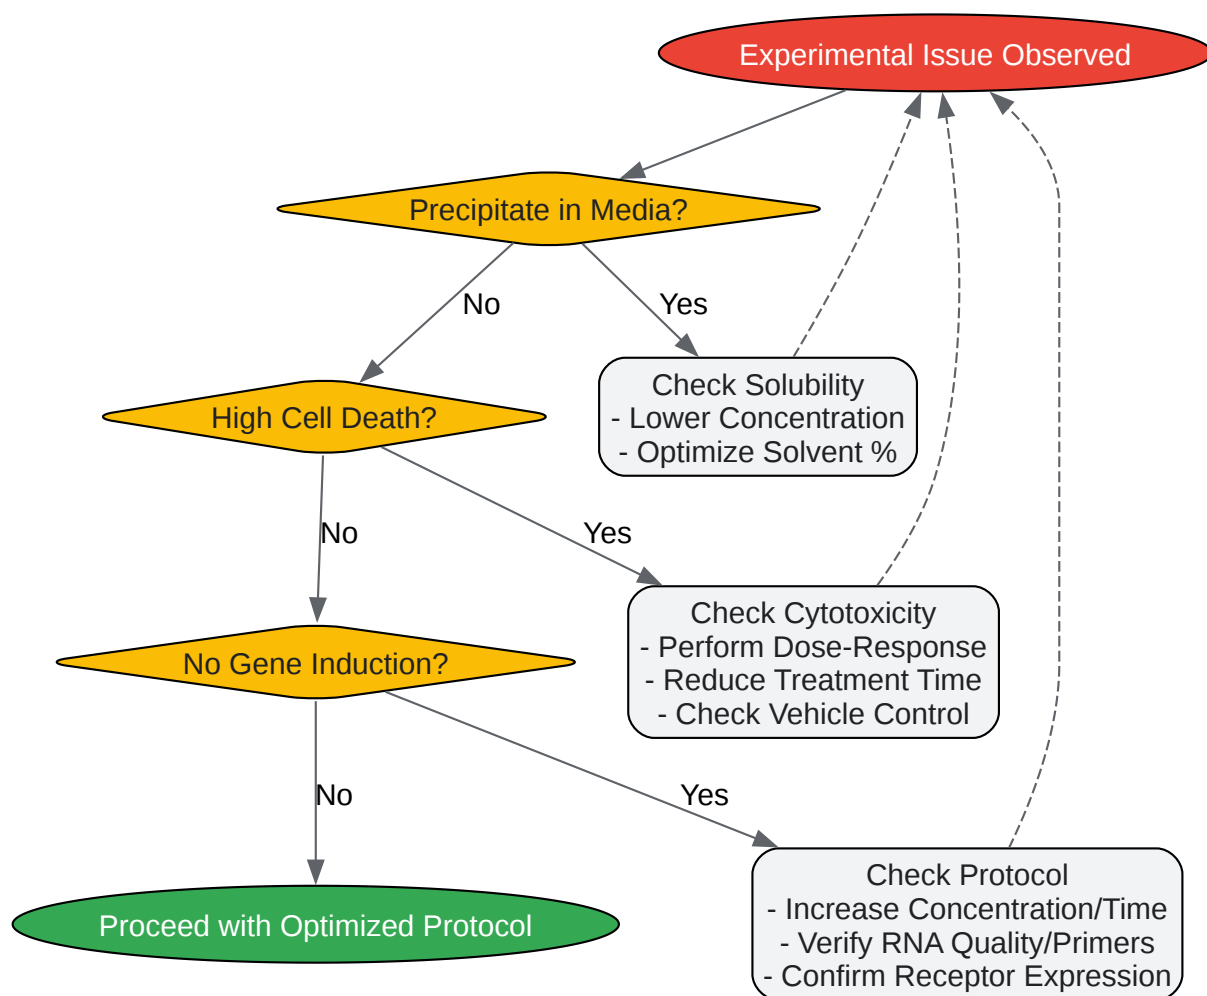 Experimental Issue Observed
Precipitate in Media?
No
Yes
Check Solubility
- Lower Concentration
- Optimize Solvent %
High Cell Death?
No
Yes
Check Cytotoxicity
- Perform Dose-Response
- Reduce Treatment Time
- Check Vehicle Control
No Gene Induction?
No
Yes
Check Protocol
- Increase Concentration/Time
- Verify RNA Quality/Primers
- Confirm Receptor Expression
Proceed with Optimized Protocol